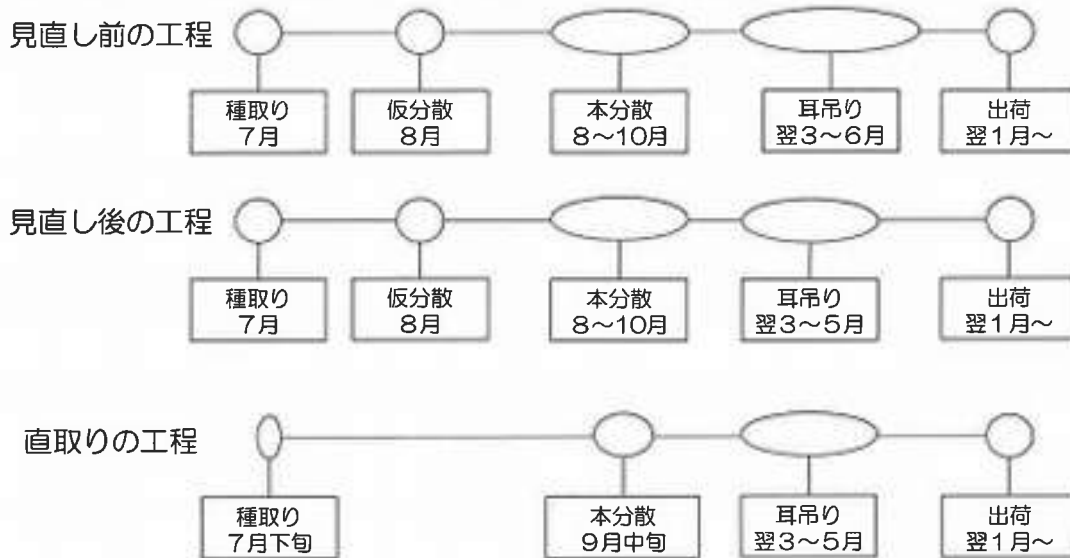 見直し前の工程
種取り
7月
仮分散
8月
本分散
8～10月
耳吊り
翌3～6月
出荷
翌1月～
見直し後の工程
種取り
7月
仮分散
8月
本分散
8～10月
耳吊り
翌3～5月
出荷
翌1月～
直取りの工程
種取り
7月下旬
本分散
9月中旬
耳吊り
翌3～5月
出荷
翌1月～